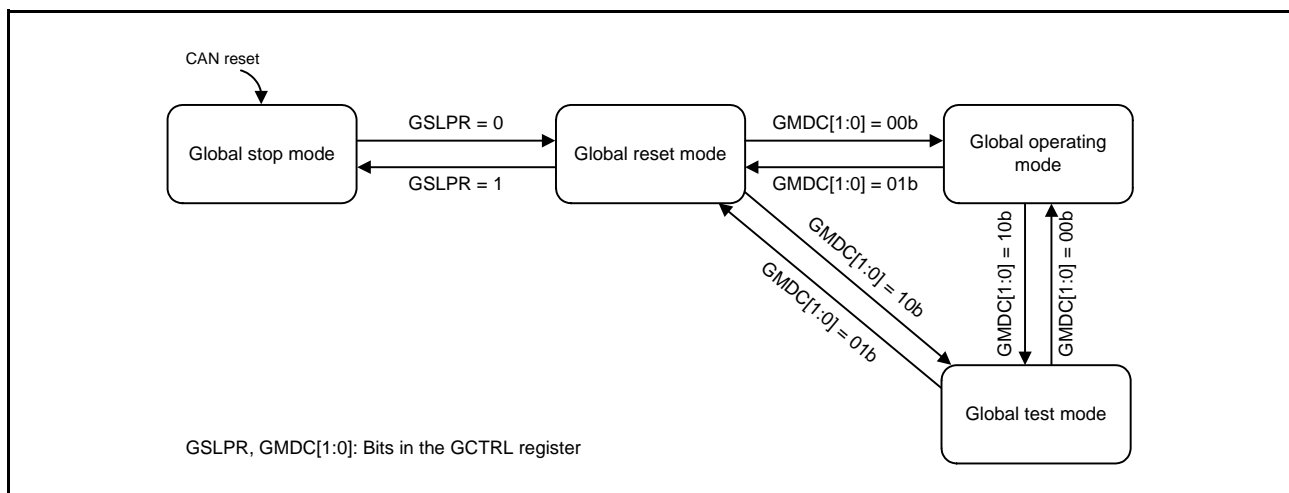 CAN reset
Global stop mode
GSLPR = 0
GSLPR = 1
Global reset mode
GMDC[1:0] = 00b
GMDC[1:0] = 01b
Global operating
mode
GMDC[1:0] = 10b
GMDC[1:0] = 01b
GMDC[1:0] = 10b
GMDC[1:0] = 00b
Global test mode
GSLPR, GMDC[1:0]: Bits in the GCTRL register